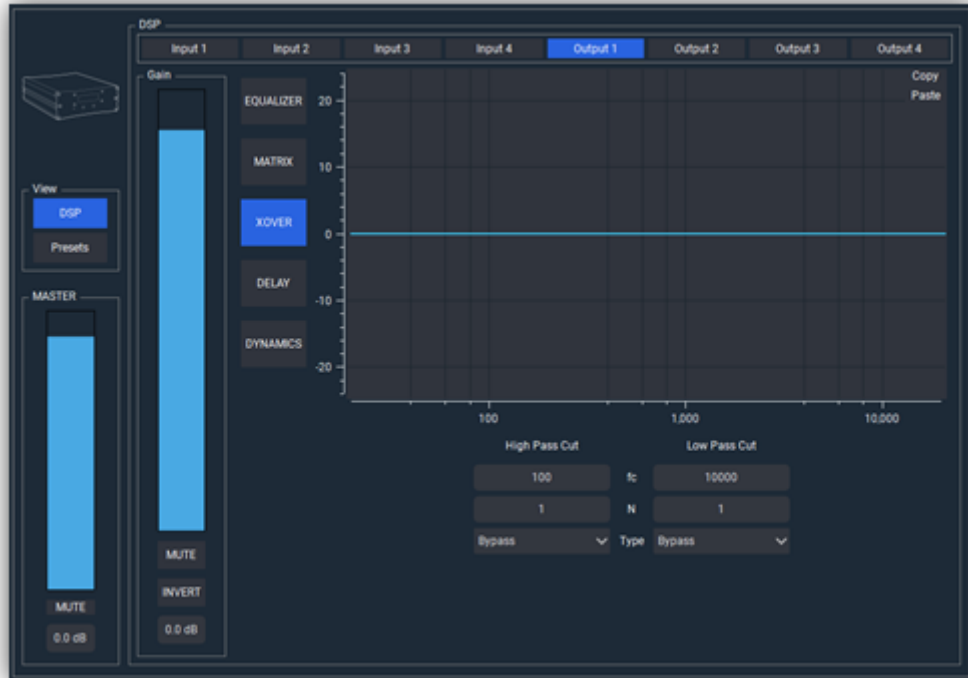 DSP
Input 1 Input 2 Input 3 Input 4 Output 1 Output 2 Output 3 Output 4
View
DSP
Presets
MASTER
MUTE
0.0 dB
Gain
MUTE
INVERT
0.0 dB
EQUALIZER
MATRIX
XOVER
DELAY
DYNAMICS
Copy
Paste
20
10
0
-10
-20
100 1,000 10,000
High Pass Cut Low Pass Cut
100 fc 10000
1 N 1
Bypass Type Bypass